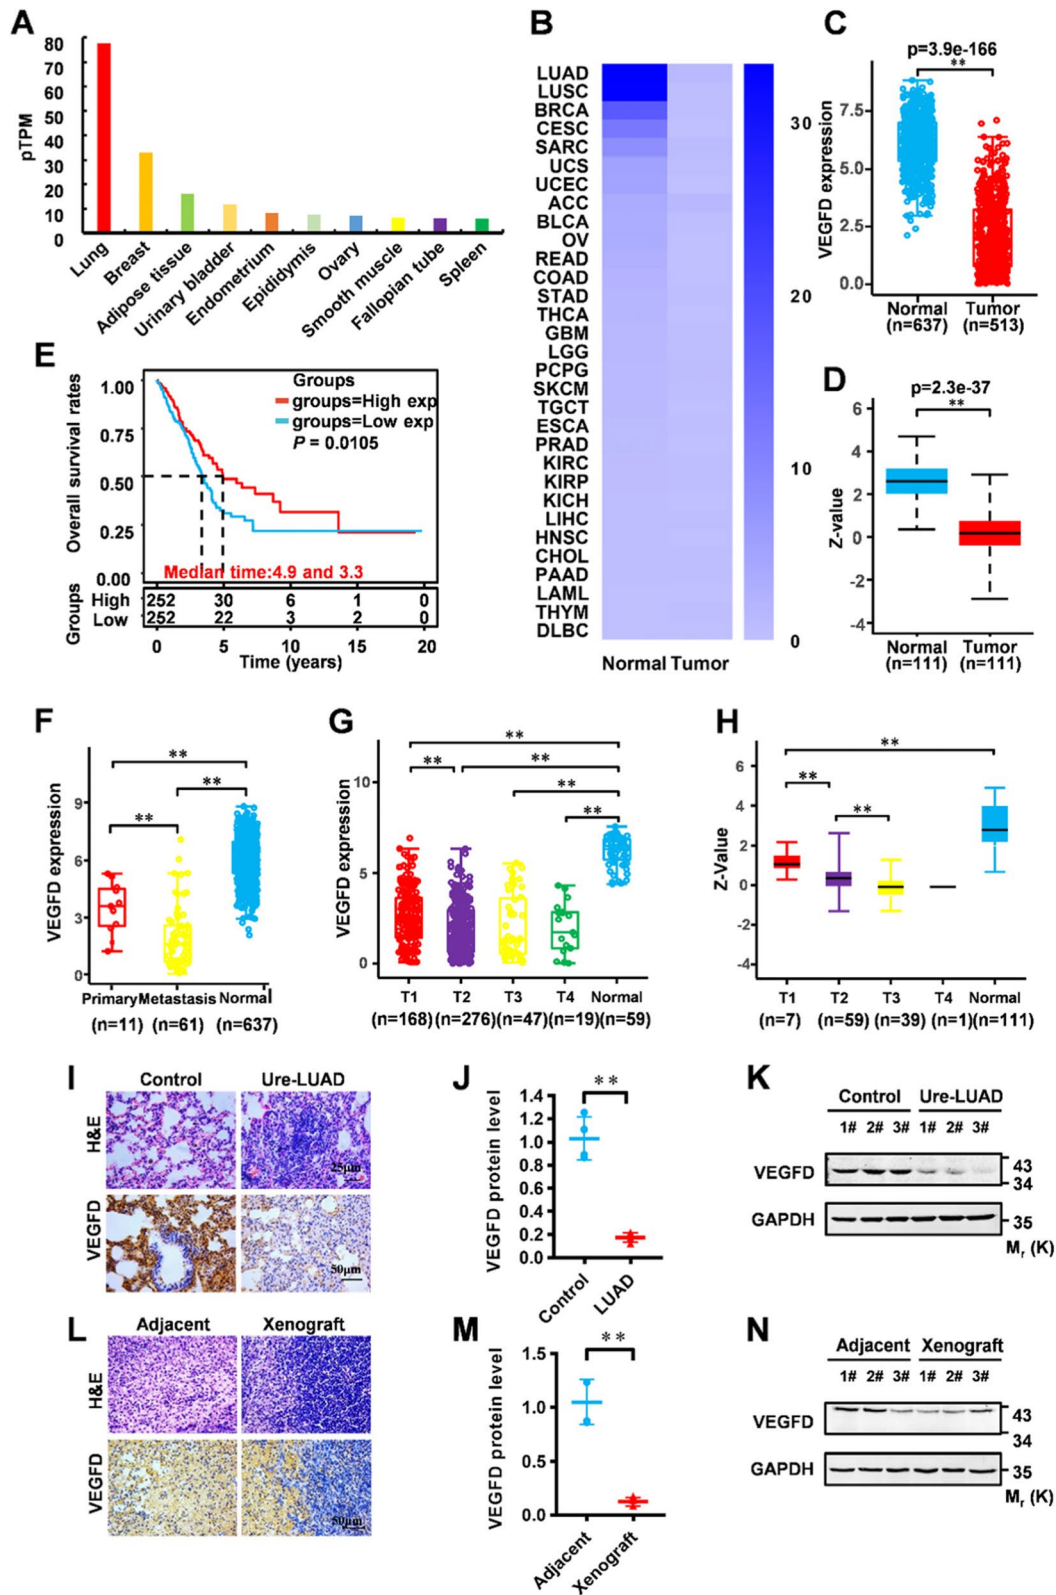 A
80
70
60
50
40
30
20
10
0
pTPM
Lung
Breast
Adipose tissue
Urinary bladder
Endometrium
Epididymis
Ovary
Smooth muscle
Fallopian tube
Spleen
B
LUAD
LUSC
BRCA
CESC
SARC
UCS
UCEC
ACC
BLCA
OV
READ
COAD
STAD
THCA
GBM
LGG
PCPG
SKCM
TGCT
ESCA
PRAD
KIRC
KIRP
KICH
LIHC
HNSC
CHOL
PAAD
LAML
THYM
DLBC
Normal Tumor
30
20
10
0
C
p=3.9e-166
**
VEGFD expression
7.5
5.0
2.5
0.0
Normal Tumor
(n=637) (n=513)
D
p=2.3e-37
**
Z-value
6
4
2
0
-2
-4
Normal Tumor
(n=111) (n=111)
E
Overall survival rates
1.00
0.75
0.50
0.25
0.00
Groups
groups=High exp
groups=Low exp
P = 0.0105
Median time:4.9 and 3.3
Groups
High 252 30 6 1 0
Low 252 22 3 2 0
0 5 10 15 20
Time (years)
F
VEGFD expression
9
6
3
0
**
**
**
Primary Metastasis Normal
(n=11) (n=61) (n=637)
G
VEGFD expression
10
5
0
**
** **
**
**
T1 T2 T3 T4 Normal
(n=168) (n=276) (n=47) (n=19) (n=59)
H
Z-Value
6
4
2
0
-2
-4
**
**
**
T1 T2 T3 T4 Normal
(n=7) (n=59) (n=39) (n=1) (n=111)
I
Control Ure-LUAD
H&E
25μm
VEGFD
50μm
J
VEGFD protein level
1.4
1.2
1.0
0.8
0.6
0.4
0.2
0.0
**
Control
LUAD
K
Control Ure-LUAD
1# 2# 3# 1# 2# 3#
VEGFD
43
34
GAPDH
35
Mr (K)
L
Adjacent Xenograft
H&E
VEGFD
50μm
M
VEGFD protein level
1.5
1.0
0.5
0.0
**
Adjacent
Xenograft
N
Adjacent Xenograft
1# 2# 3# 1# 2# 3#
VEGFD
43
34
GAPDH
35
Mr (K)